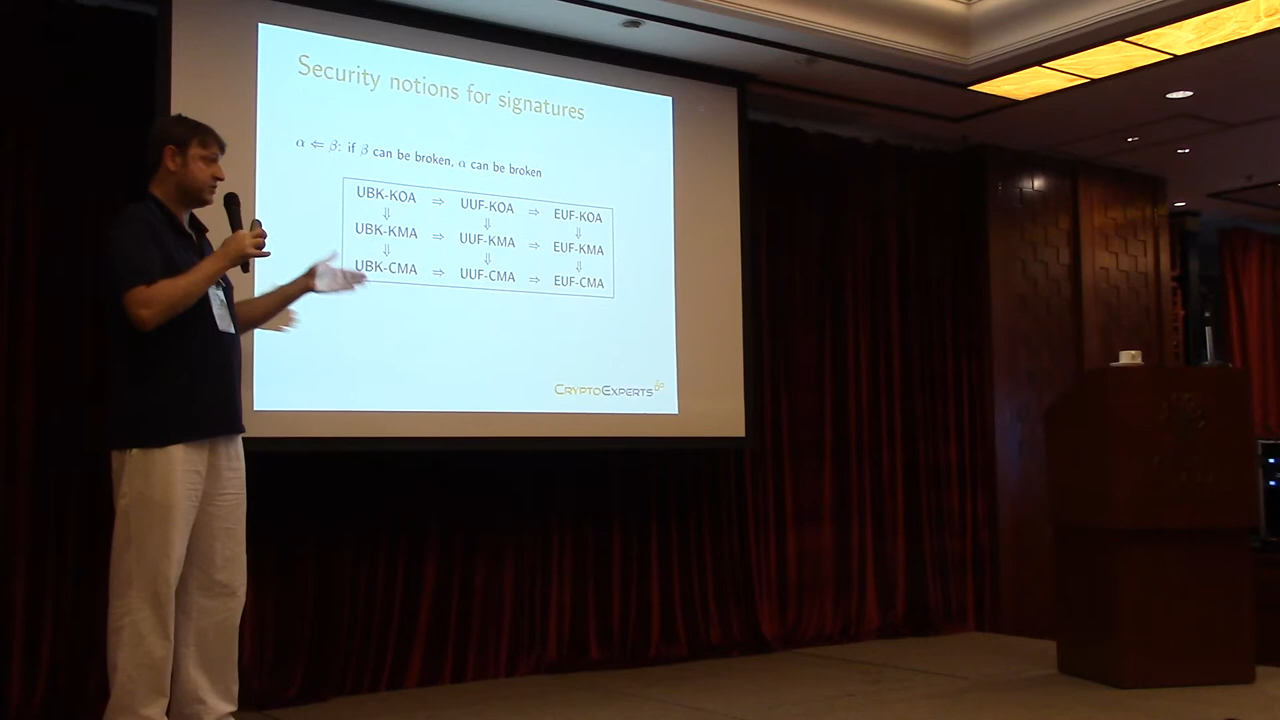 Security notions for signatures
α ⇐ β: if β can be broken, α can be broken
UBK-KOA ⇒ UUF-KOA ⇒ EUF-KOA
⇓ ⇓ ⇓
UBK-KMA ⇒ UUF-KMA ⇒ EUF-KMA
⇓ ⇓ ⇓
UBK-CMA ⇒ UUF-CMA ⇒ EUF-CMA
CRYPTOEXPERTS